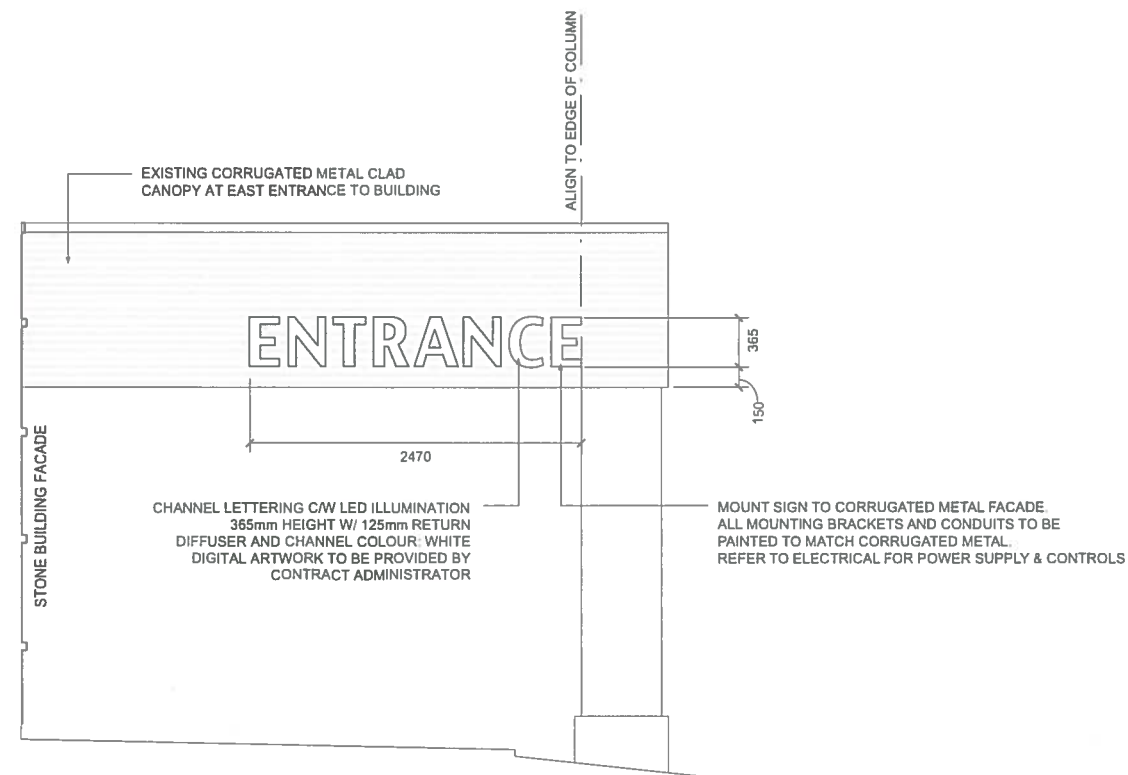 ALIGN TO EDGE OF COLUMN
EXISTING CORRUGATED METAL CLAD
CANOPY AT EAST ENTRANCE TO BUILDING
ENTRANCE
365
150
2470
STONE BUILDING FACADE
CHANNEL LETTERING C/W LED ILLUMINATION
365mm HEIGHT W/ 125mm RETURN
DIFFUSER AND CHANNEL COLOUR: WHITE
DIGITAL ARTWORK TO BE PROVIDED BY
CONTRACT ADMINISTRATOR
MOUNT SIGN TO CORRUGATED METAL FACADE.
ALL MOUNTING BRACKETS AND CONDUITS TO BE
PAINTED TO MATCH CORRUGATED METAL.
REFER TO ELECTRICAL FOR POWER SUPPLY & CONTROLS